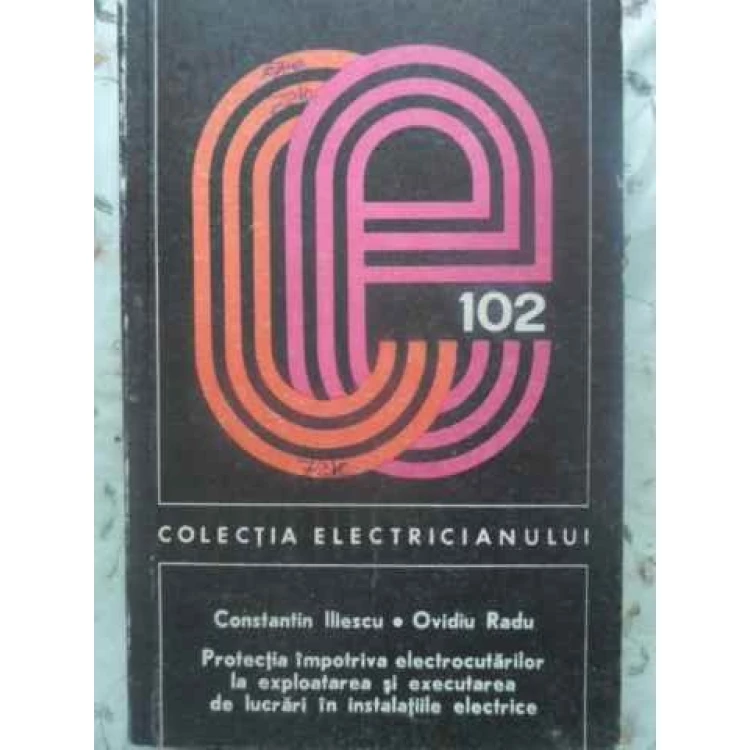 102
COLECȚIA ELECTRICIANULUI
Constantin Iliescu • Ovidiu Radu
Protecția împotriva electrocutărilor
la exploatarea și executarea
de lucrări în instalațiile electrice